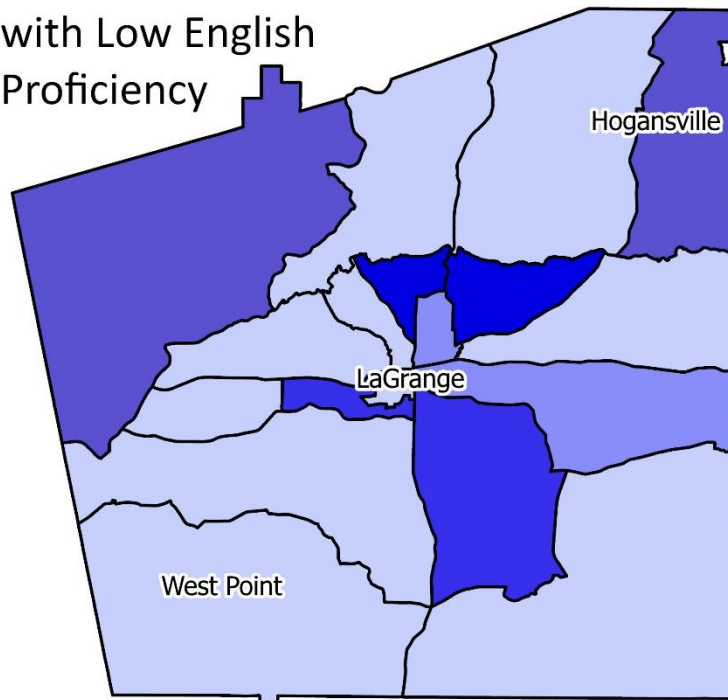 with Low English
Proficiency
Hogansville
LaGrange
West Point